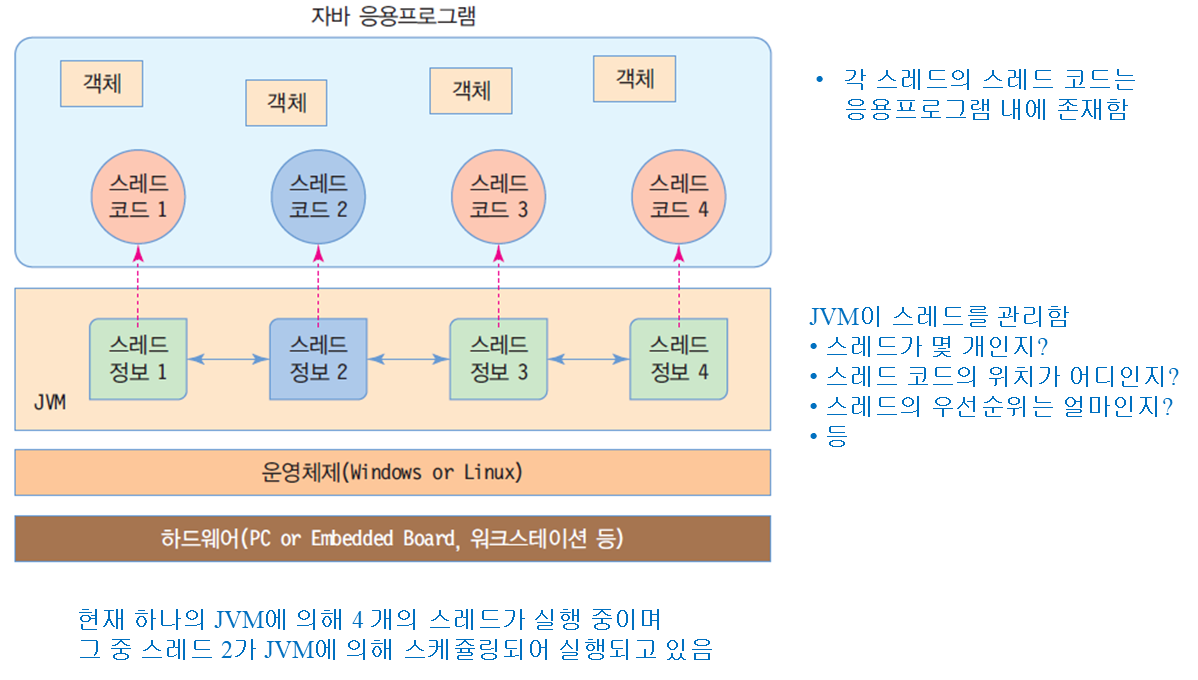 자바 응용프로그램
객체
객체
객체
객체
• 각 스레드의 스레드 코드는
응용프로그램 내에 존재함
스레드
코드 1
스레드
코드 2
스레드
코드 3
스레드
코드 4
스레드
정보 1
스레드
정보 2
스레드
정보 3
스레드
정보 4
JVM
JVM이 스레드를 관리함
• 스레드가 몇 개인지?
• 스레드 코드의 위치가 어디인지?
• 스레드의 우선순위는 얼마인지?
• 등
운영체제(Windows or Linux)
하드웨어(PC or Embedded Board, 워크스테이션 등)
현재 하나의 JVM에 의해 4 개의 스레드가 실행 중이며
그 중 스레드 2가 JVM에 의해 스케쥴링되어 실행되고 있음